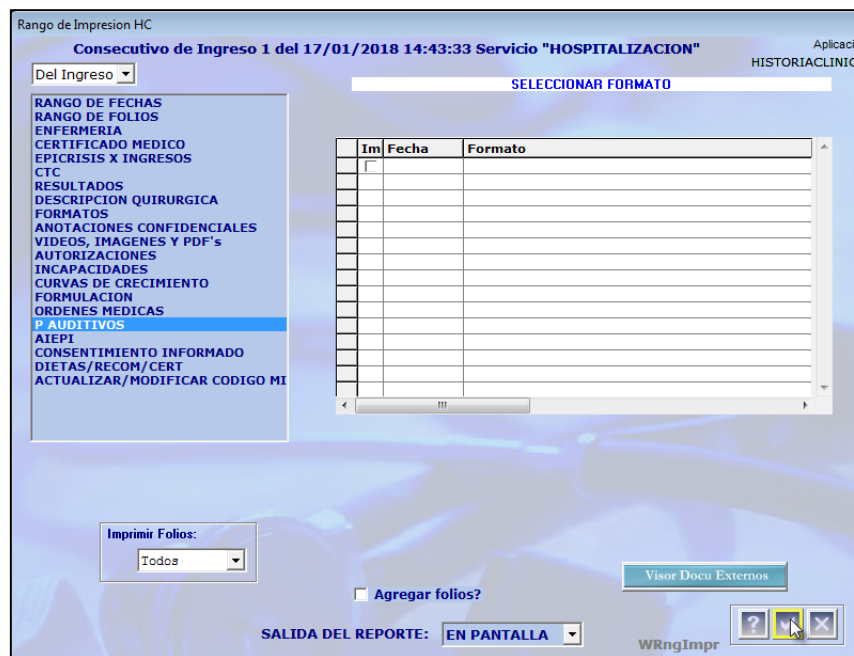 Rango de Impresion HC
Consecutivo de Ingreso 1 del 17/01/2018 14:43:33 Servicio "HOSPITALIZACION"
Aplicaci
HISTORIACLINIC
Del Ingreso
SELECCIONAR FORMATO
RANGO DE FECHAS
RANGO DE FOLIOS
ENFERMERIA
CERTIFICADO MEDICO
EPICRISIS X INGRESOS
CTC
RESULTADOS
DESCRIPCION QUIRURGICA
FORMATOS
ANOTACIONES CONFIDENCIALES
VIDEOS, IMAGENES Y PDF's
AUTORIZACIONES
INCAPACIDADES
CURVAS DE CRECIMIENTO
FORMULACION
ORDENES MEDICAS
P AUDITIVOS
AIEPI
CONSENTIMIENTO INFORMADO
DIETAS/RECOM/CERT
ACTUALIZAR/MODIFICAR CODIGO MI
Im Fecha Formato
Imprimir Folios:
Todos
Visor Docu Externos
Agregar folios?
SALIDA DEL REPORTE: EN PANTALLA
WRngImpr
?